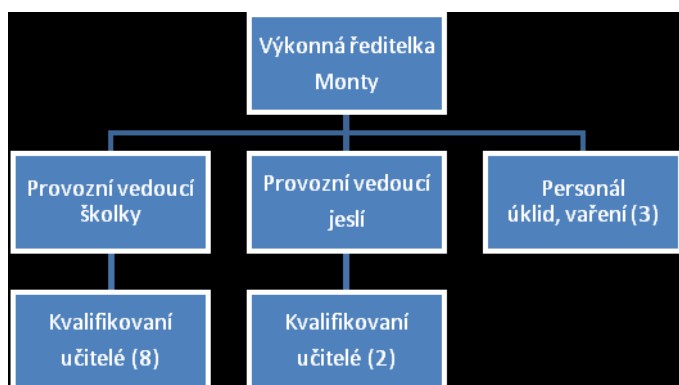 Výkonná ředitelka
Monty
Provozní vedoucí
školky
Provozní vedoucí
jeslí
Personál
úklid, vaření (3)
Kvalifikovaní
učitelé (8)
Kvalifikovaní
učitelé (2)